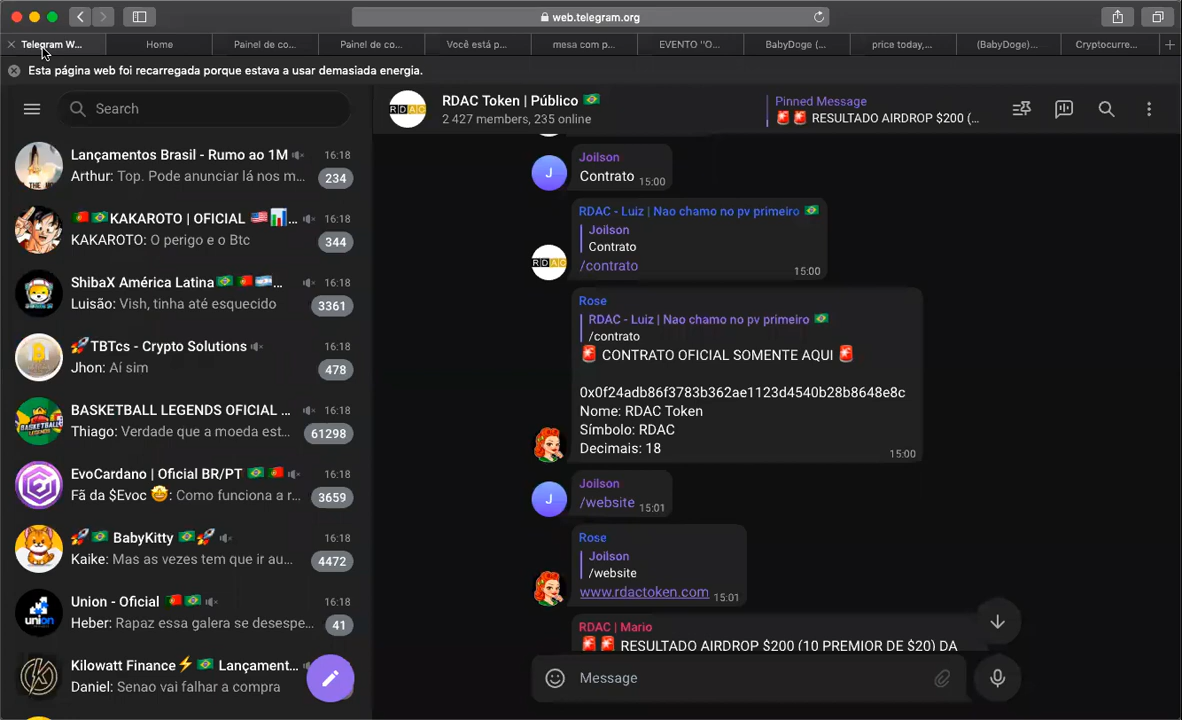 web.telegram.org
Telegram W...
Home
Painel de co...
Painel de co...
Você está p...
mesa com p...
EVENTO "O...
BabyDoge (...
price today,...
(BabyDoge)...
Cryptocurre...
Esta página web foi recarregada porque estava a usar demasiada energia.
Search
Lançamentos Brasil - Rumo ao 1M 16:18
Arthur: Top. Pode anunciar lá nos m... 234
🇵🇹🇧🇷KAKAROTO | OFICIAL 🇺🇸📊... 16:18
KAKAROTO: O perigo e o Btc 344
ShibaX América Latina🇧🇷 🇵🇹🇦🇷... 16:18
Luisão: Vish, tinha até esquecido 3361
🚀TBTcs - Crypto Solutions 16:18
Jhon: Aí sim 478
BASKETBALL LEGENDS OFICIAL ... 16:18
Thiago: Verdade que a moeda est... 61298
EvoCardano | Oficial BR/PT 🇧🇷 🇵🇹 16:18
Fã da $Evoc 🤩: Como funciona a r... 3659
🚀🇧🇷 BabyKitty 🇧🇷🚀 16:18
Kaike: Mas as vezes tem que ir au... 4472
union
Union - Oficial 🇵🇹🇧🇷 16:18
Heber: Rapaz essa galera se desespe... 41
Kilowatt Finance⚡🇧🇷 Lançament...
Daniel: Senao vai falhar a compra
RDAC
RDAC Token | Público 🇧🇷
2 427 members, 235 online
Pinned Message
🚨🚨 RESULTADO AIRDROP $200 (...
J
Joilson
Contrato 15:00
RDAC - Luiz | Nao chamo no pv primeiro 🇧🇷
Joilson
Contrato
/contrato 15:00
RDAC
Rose
RDAC - Luiz | Nao chamo no pv primeiro 🇧🇷
/contrato
🚨 CONTRATO OFICIAL SOMENTE AQUI 🚨
0x0f24adb86f3783b362ae1123d4540b28b8648e8c
Nome: RDAC Token
Símbolo: RDAC
Decimais: 18
15:00
J
Joilson
/website 15:01
Rose
Joilson
/website
www.rdactoken.com 15:01
RDAC | Mario
🚨🚨 RESULTADO AIRDROP $200 (10 PREMIOR DE $20) DA
Message